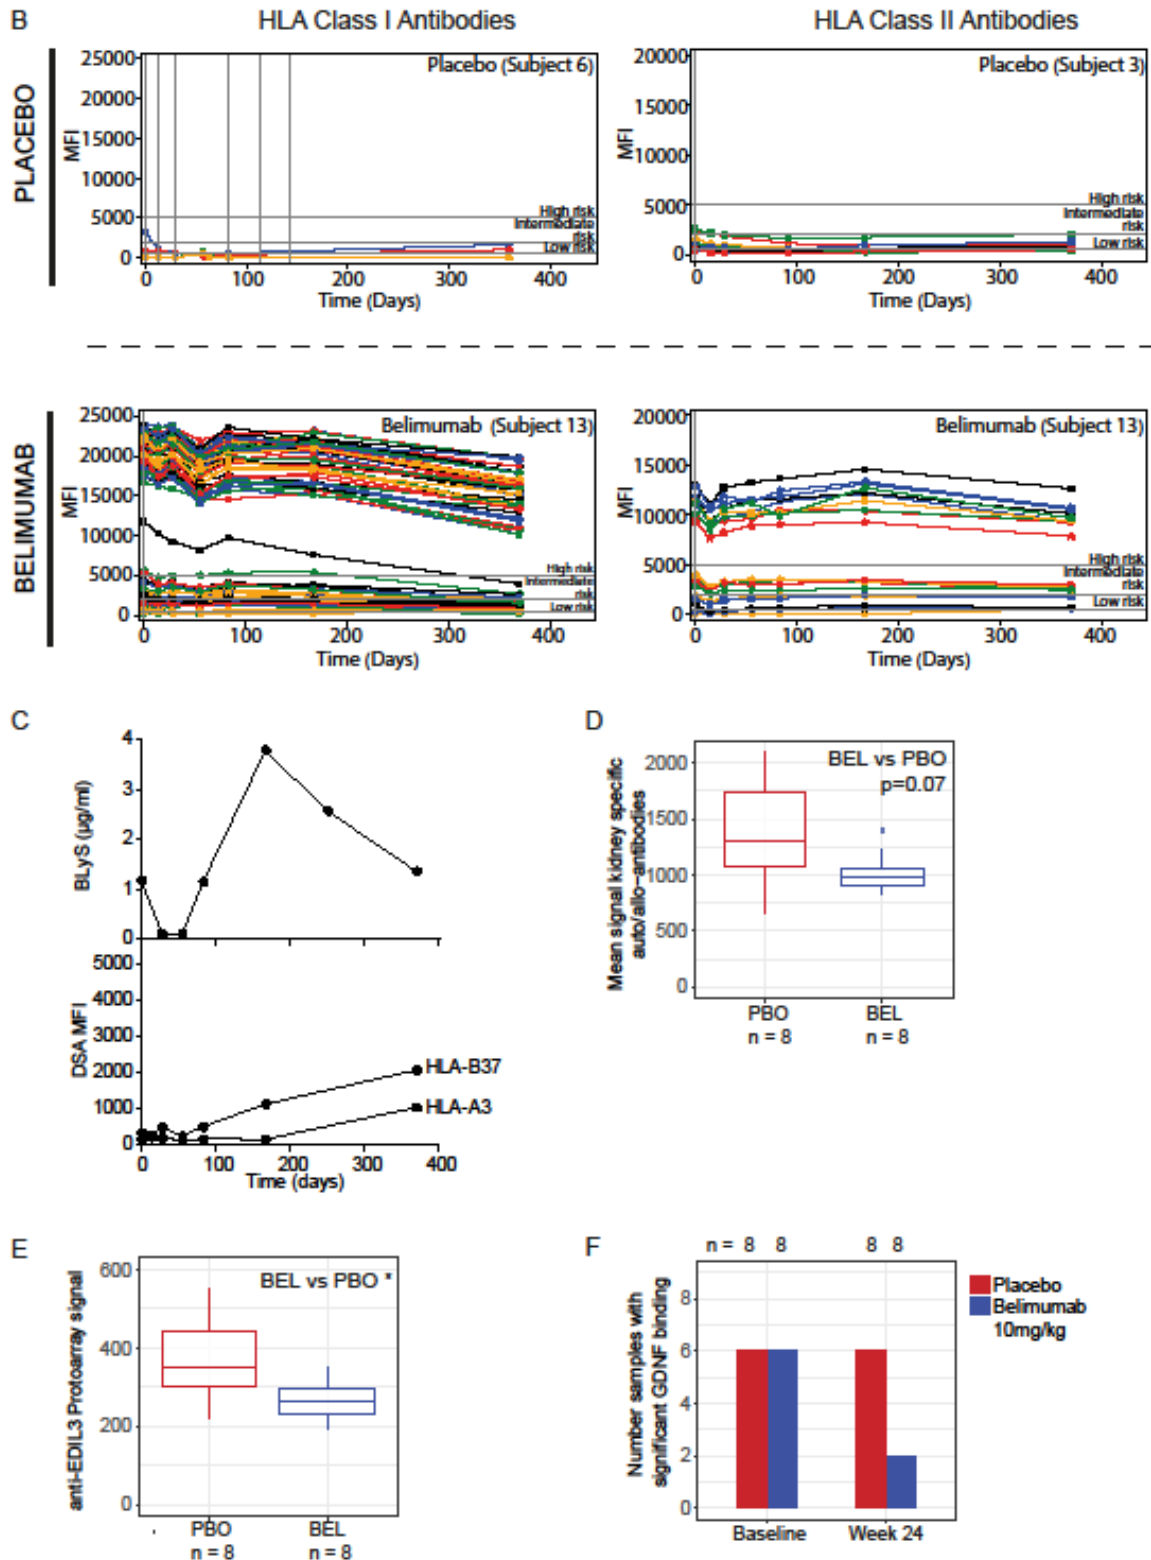 B
HLA Class I Antibodies
HLA Class II Antibodies
PLACEBO
25000
20000
15000
10000
5000
0
MFI
Placebo (Subject 6)
High risk
Intermediate
risk
Low risk
0 100 200 300 400
Time (Days)
20000
15000
10000
5000
0
MFI
Placebo (Subject 3)
High risk
Intermediate
risk
Low risk
0 100 200 300 400
Time (Days)
BELIMUMAB
25000
20000
15000
10000
5000
0
MFI
Belimumab (Subject 13)
High risk
Intermediate
risk
Low risk
0 100 200 300 400
Time (Days)
20000
15000
10000
5000
0
MFI
Belimumab (Subject 13)
High risk
Intermediate
risk
Low risk
0 100 200 300 400
Time (Days)
C
4
3
2
1
0
BLyS (µg/ml)
5000
4000
3000
2000
1000
0
DSA MFI
HLA-B37
HLA-A3
0 100 200 300 400
Time (days)
D
Mean signal kidney specific
auto/allo-antibodies
2000
1500
1000
500
0
BEL vs PBO
p=0.07
PBO BEL
n = 8 n = 8
E
anti-EDIL3 Protoarray signal
600
400
200
0
BEL vs PBO *
PBO BEL
n = 8 n = 8
F
n = 8 8 8 8
Number samples with
significant GDNF binding
8
6
4
2
0
Baseline Week 24
Placebo
Belimumab
10mg/kg